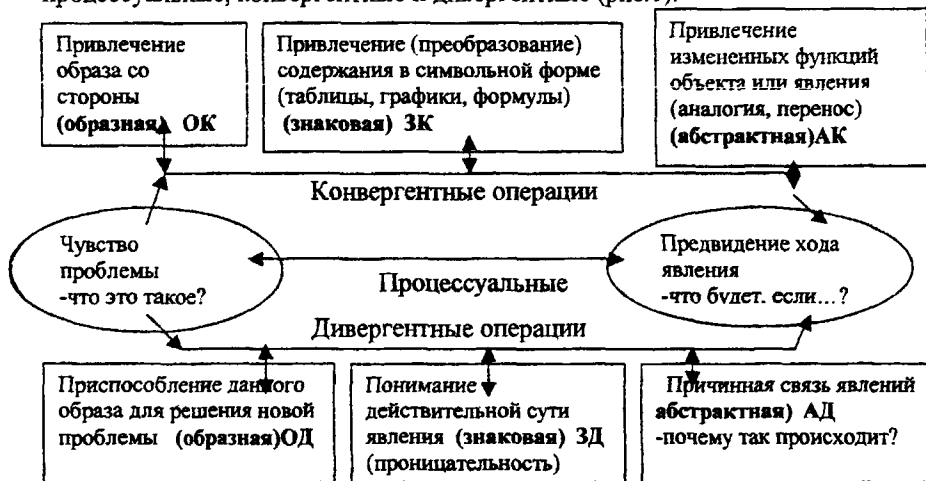 процессуальные, конвергентные и дивергентные (рис.9).
Привлечение
образа со
стороны
(образная) ОК
Привлечение (преобразование)
содержания в символьной форме
(таблицы, графики, формулы)
(знаковая) ЗК
Привлечение
измененных функций
объекта или явления
(аналогия, перенос)
(абстрактная)АК
Конвергентные операции
Чувство
проблемы
-что это такое?
Процессуальные
Предвидение хода
явления
-что будет, если...?
Дивергентные операции
Приспособление данного
образа для решения новой
проблемы (образная)ОД
Понимание
действительной сути
явления (знаковая) ЗД
(проницательность)
Причинная связь явлений
абстрактная) АД
-почему так происходит?